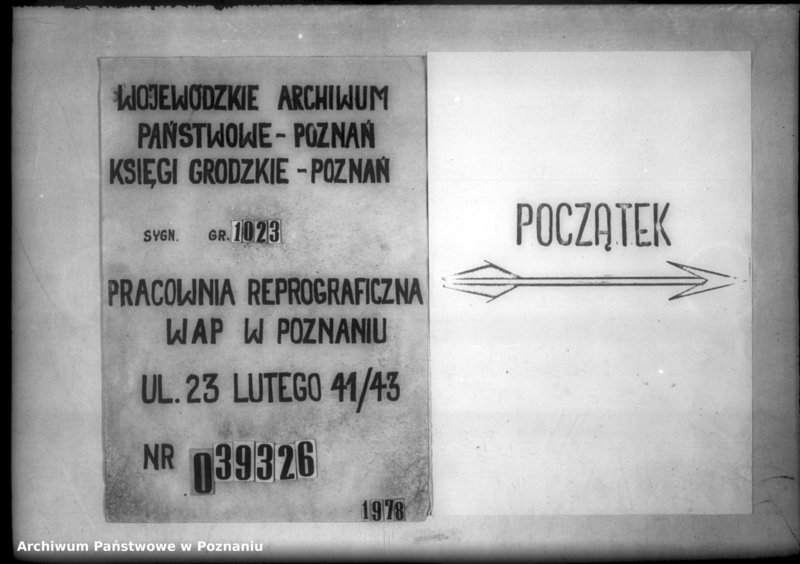 WOJEWÓDZKIE ARCHIWUM
PAŃSTWOWE - POZNAŃ
KSIĘGI GRODZKIE - POZNAŃ
SYGN. GR. 1023
PRACOWNIA REPROGRAFICZNA
WAP W POZNANIU
UL. 23 LUTEGO 41/43
NR 039326
1978
POCZĄTEK
Archiwum Państwowe w Poznaniu